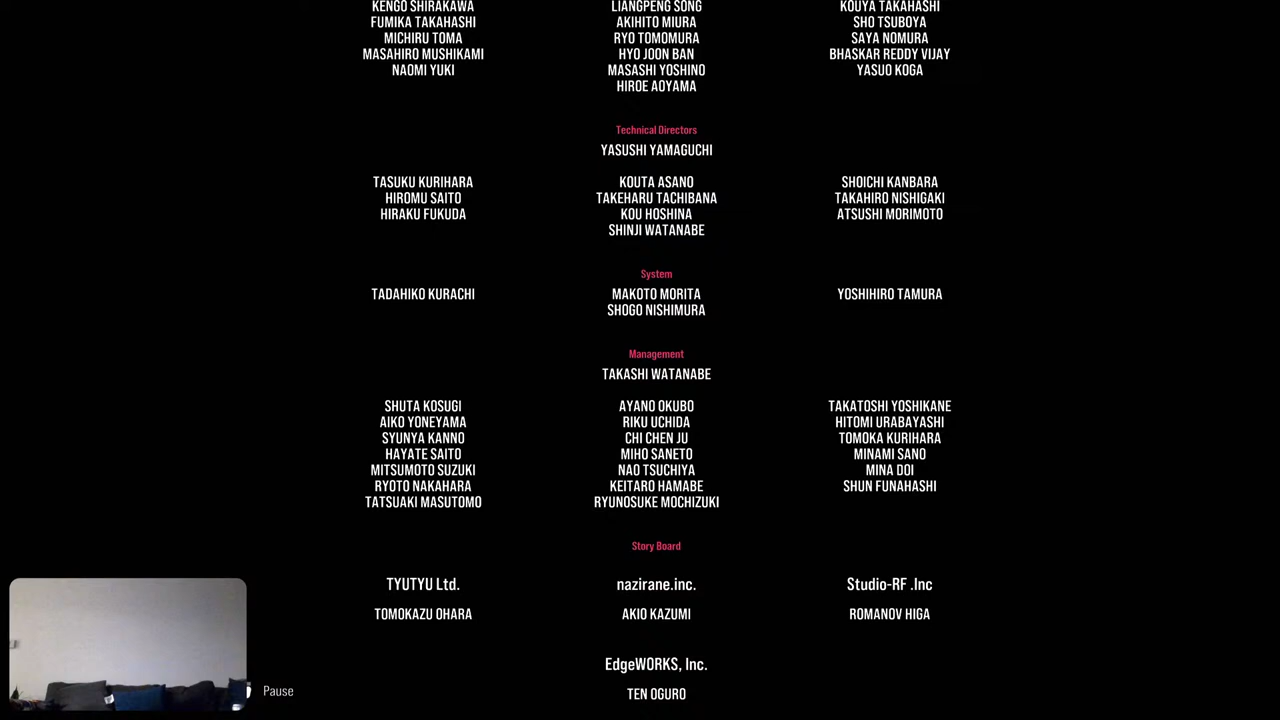 KENGO SHIRAKAWA LIANGPENG SONG KOUYA TAKAHASHI
FUMIKA TAKAHASHI AKIHITO MIURA SHO TSUBOYA
MICHIRU TOMA RYO TOMOMURA SAYA NOMURA
MASAHIRO MUSHIKAMI HYO JOON BAN BHASKAR REDDY VIJAY
NAOMI YUKI MASASHI YOSHINO YASUO KOGA
HIROE AOYAMA
Technical Directors
YASUSHI YAMAGUCHI
TASUKU KURIHARA KOUTA ASANO SHOICHI KANBARA
HIROMU SAITO TAKEHARU TACHIBANA TAKAHIRO NISHIGAKI
HIRAKU FUKUDA KOU HOSHINA ATSUSHI MORIMOTO
SHINJI WATANABE
System
TADAHIKO KURACHI MAKOTO MORITA YOSHIHIRO TAMURA
SHOGO NISHIMURA
Management
TAKASHI WATANABE
SHUTA KOSUGI AYANO OKUBO TAKATOSHI YOSHIKANE
AIKO YONEYAMA RIKU UCHIDA HITOMI URABAYASHI
SYUNYA KANNO CHI CHEN JU TOMOKA KURIHARA
HAYATE SAITO MIHO SANETO MINAMI SANO
MITSUMOTO SUZUKI NAO TSUCHIYA MINA DOI
RYOTO NAKAHARA KEITARO HAMABE SHUN FUNAHASHI
TATSUAKI MASUTOMO RYUNOSUKE MOCHIZUKI
Story Board
TYUTYU Ltd. nazirane.inc. Studio-RF .Inc
TOMOKAZU OHARA AKIO KAZUMI ROMANOV HIGA
EdgeWORKS, Inc.
TEN OGURO
Pause